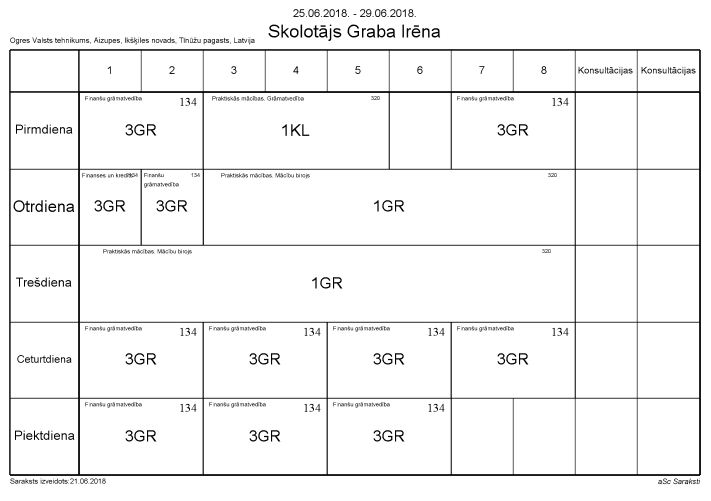 25.06.2018. - 29.06.2018.
Skolotājs Graba Irēna
Ogres Valsts tehnikums, Aizupes, Ikšķiles novads, Tīnūžu pagasts, Latvija
1 2 3 4 5 6 7 8 Konsultācijas Konsultācijas
Pirmdiena
Finanšu grāmatvedība 134
3GR
Praktiskās mācības. Grāmatvedība 320
1KL
Finanšu grāmatvedība 134
3GR
Otrdiena
Finanses un kredīts 134
3GR
Finanšu 134
grāmatvedība
3GR
Praktiskās mācības. Mācību birojs 320
1GR
Trešdiena
Praktiskās mācības. Mācību birojs 320
1GR
Ceturtdiena
Finanšu grāmatvedība 134
3GR
Finanšu grāmatvedība 134
3GR
Finanšu grāmatvedība 134
3GR
Finanšu grāmatvedība 134
3GR
Piektdiena
Finanšu grāmatvedība 134
3GR
Finanšu grāmatvedība 134
3GR
Finanšu grāmatvedība 134
3GR
Saraksts izveidots:21.06.2018
aSc Saraksti